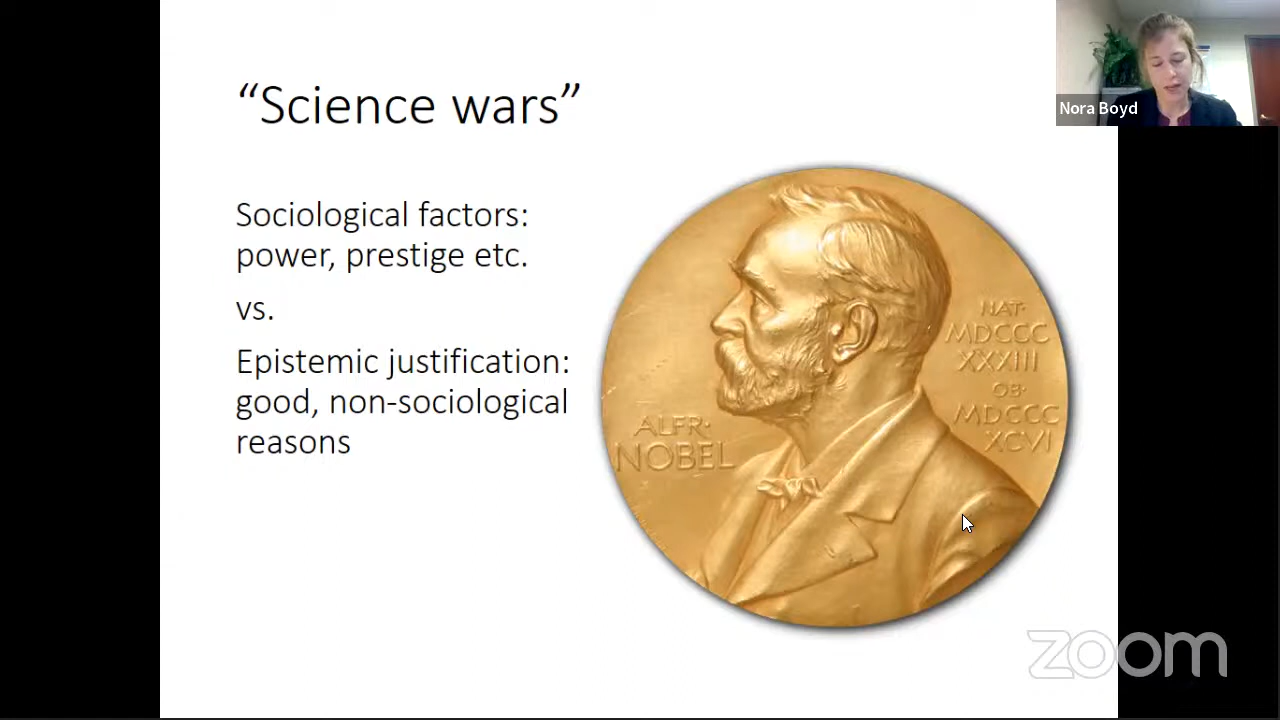 “Science wars”
Nora Boyd
Sociological factors:
power, prestige etc.
vs.
Epistemic justification:
good, non-sociological
reasons
ALFR·
NOBEL
NAT·
MDCCC
XXXIII
OB·
MDCCC
XCVI
zoom